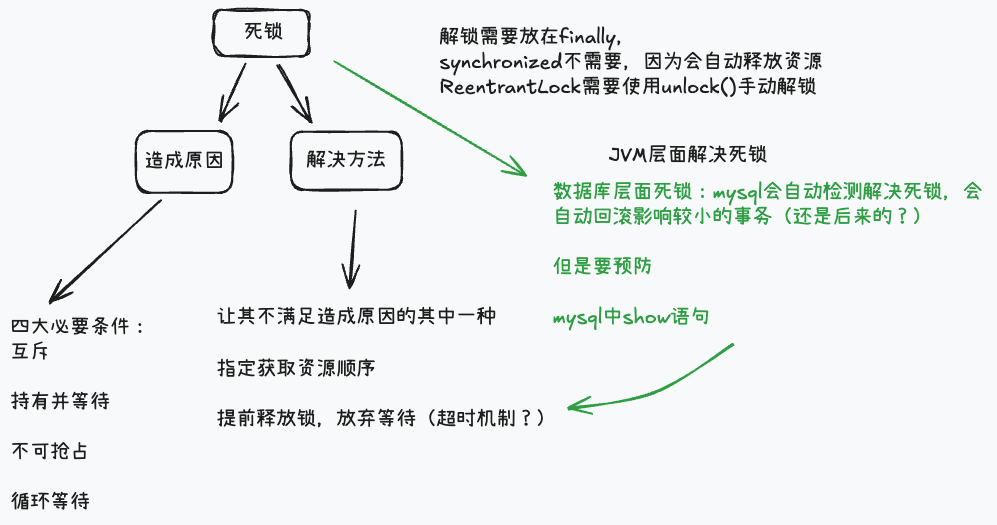 死锁
解锁需要放在finally,
synchronized不需要，因为会自动释放资源
ReentrantLock需要使用unlock()手动解锁
造成原因
解决方法
JVM层面解决死锁
数据库层面死锁：mysql会自动检测解决死锁，会
自动回滚影响较小的事务（还是后来的？）
但是要预防
mysql中show语句
四大必要条件：
互斥
持有并等待
不可抢占
循环等待
让其不满足造成原因的其中一种
指定获取资源顺序
提前释放锁，放弃等待（超时机制？）